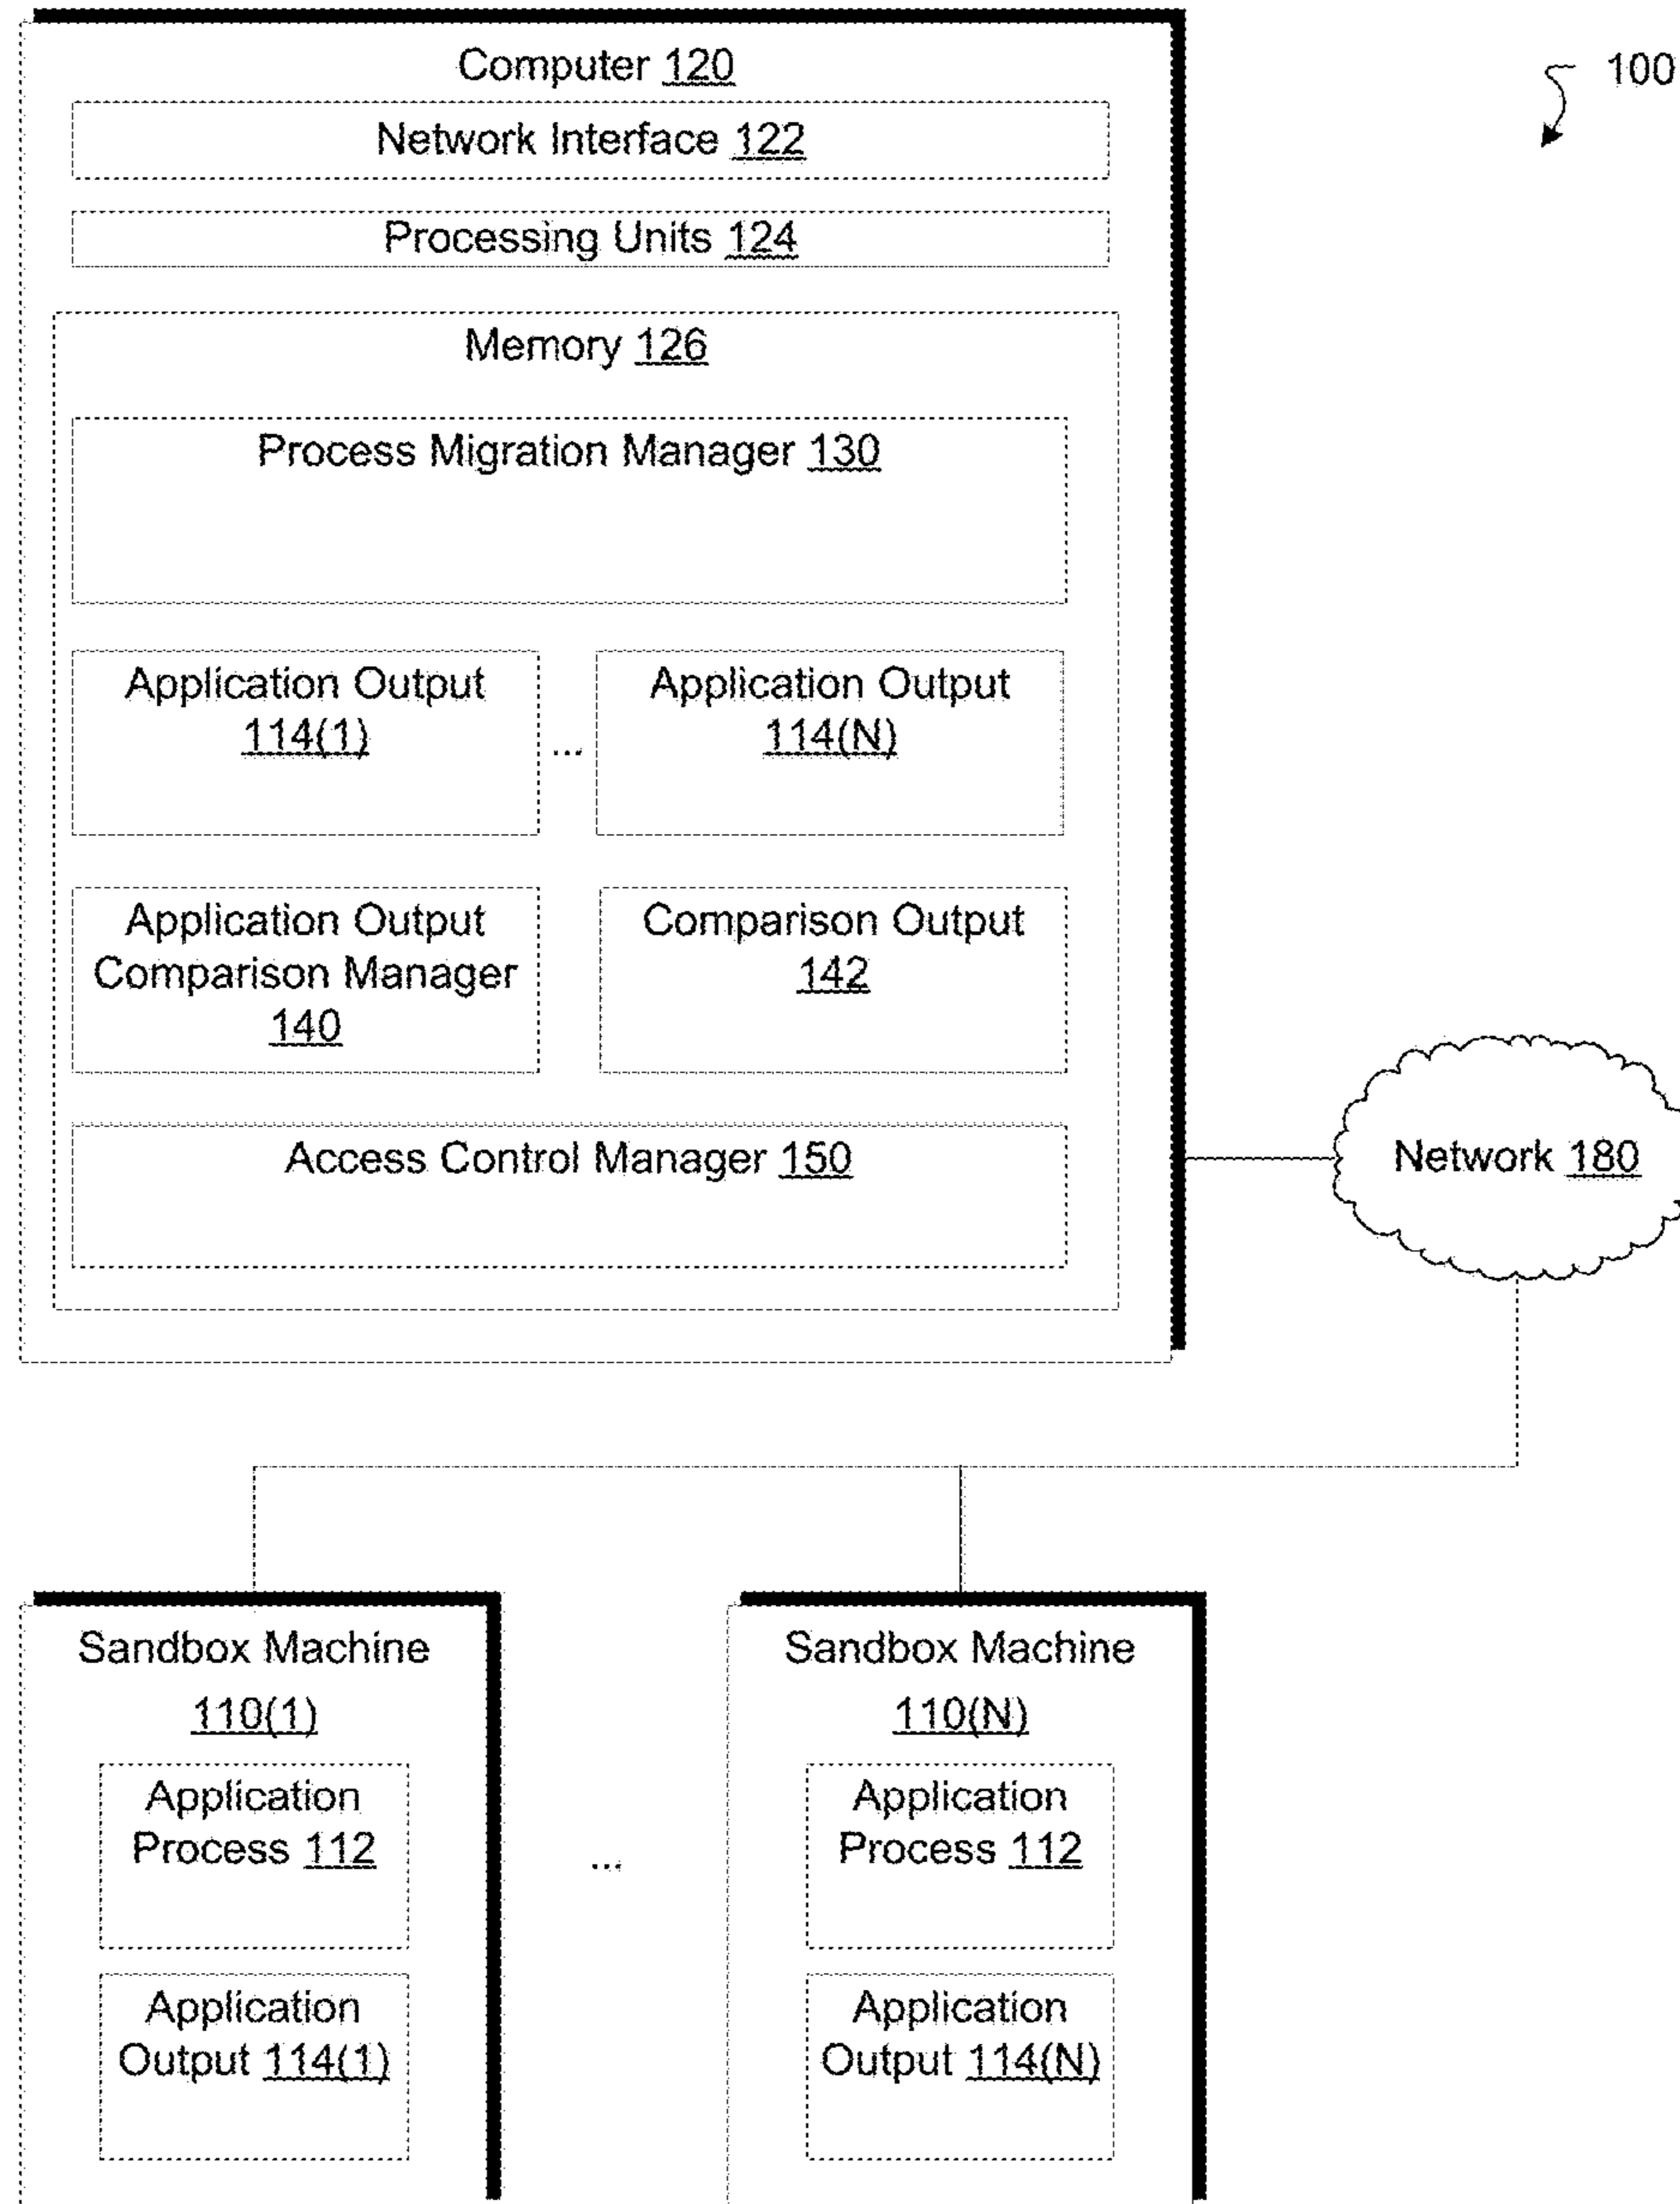 Computer 120
100
Network Interface 122
Processing Units 124
Memory 126
Process Migration Manager 130
Application Output
114(1)
...
Application Output
114(N)
Application Output
Comparison Manager
140
Comparison Output
142
Access Control Manager 150
Network 180
Sandbox Machine
110(1)
Application
Process 112
Application
Output 114(1)
...
Sandbox Machine
110(N)
Application
Process 112
Application
Output 114(N)